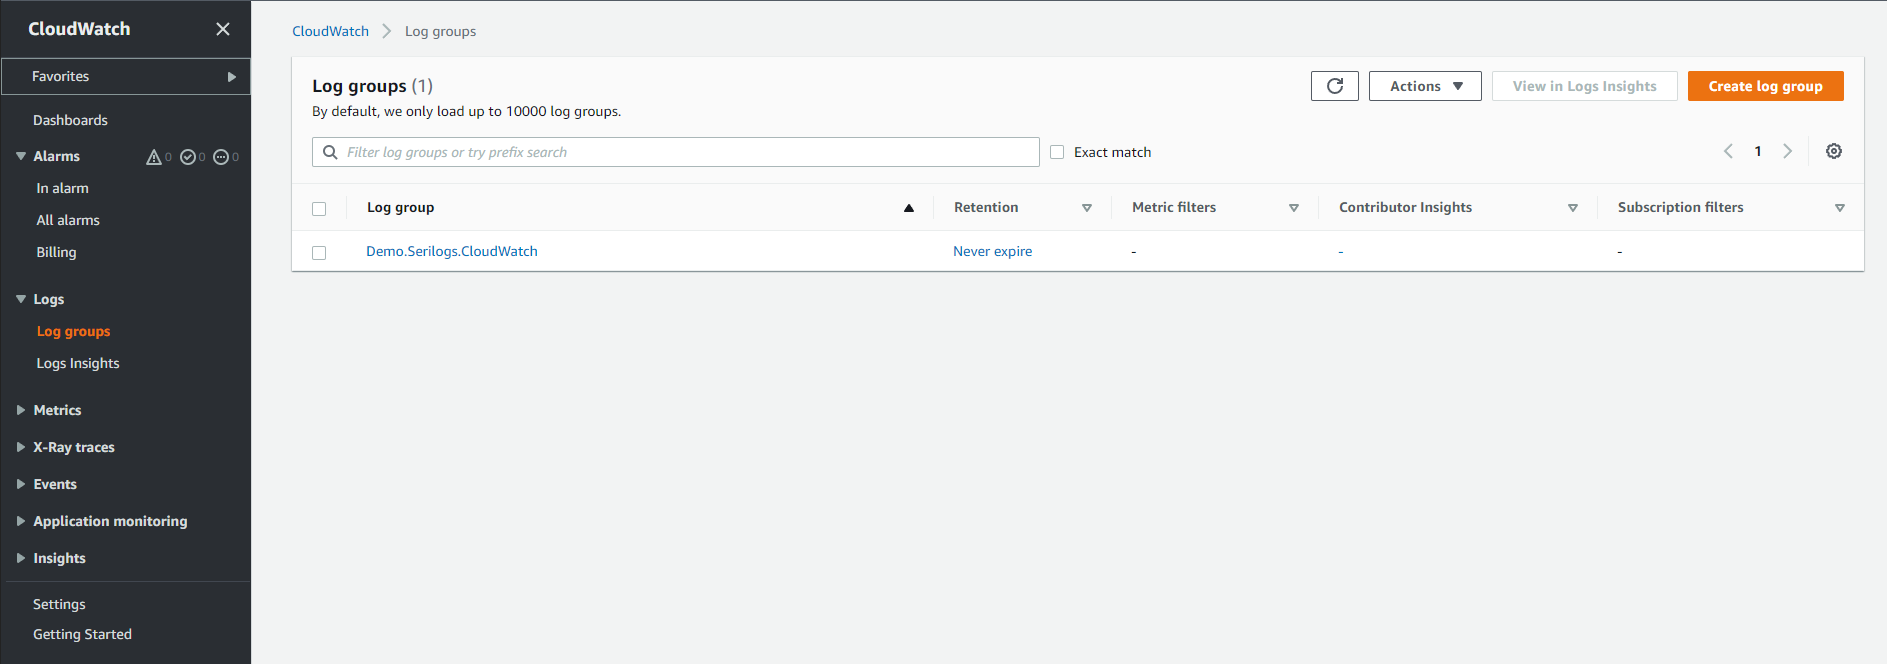 CloudWatch
Favorites
Dashboards
Alarms 0 0 0
In alarm
All alarms
Billing
Logs
Log groups
Logs Insights
Metrics
X-Ray traces
Events
Application monitoring
Insights
Settings
Getting Started
CloudWatch Log groups
Log groups (1)
By default, we only load up to 10000 log groups.
Actions View in Logs Insights Create log group
Filter log groups or try prefix search Exact match 1
Log group Retention Metric filters Contributor Insights Subscription filters
Demo.Serilogs.CloudWatch Never expire - - -